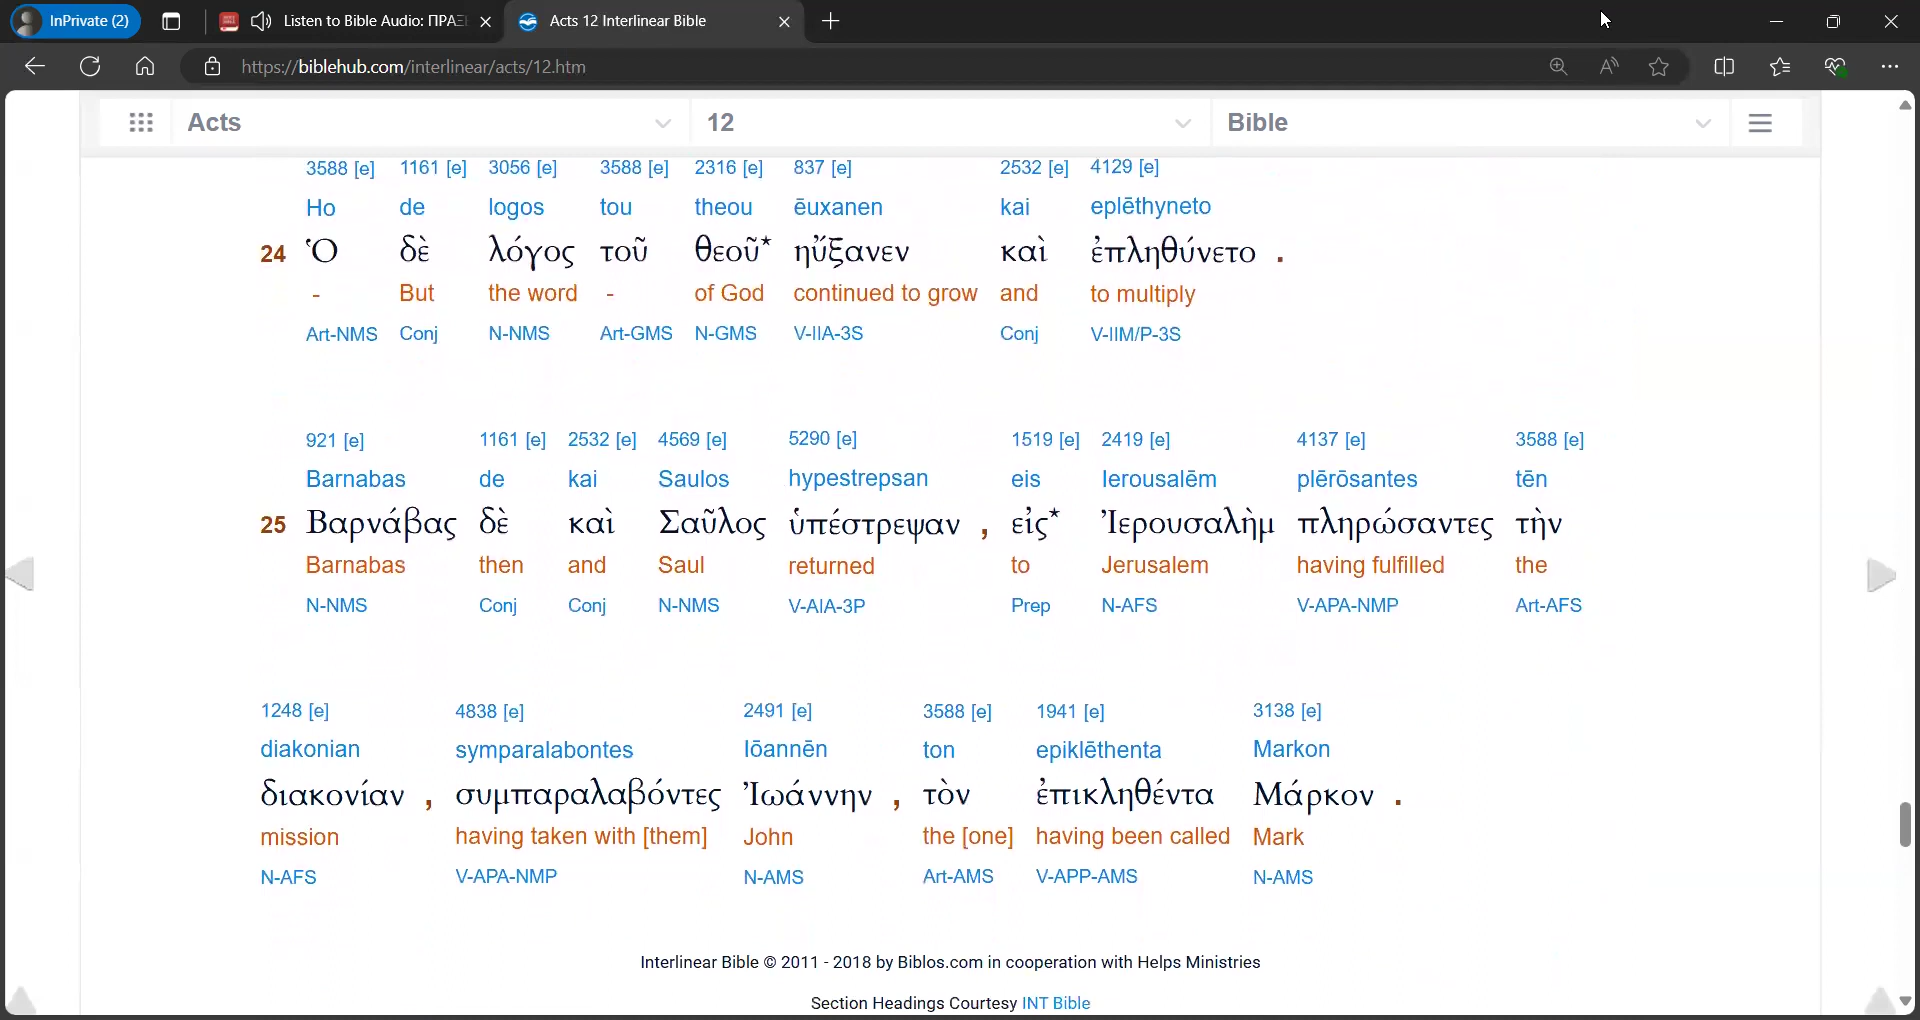 InPrivate (2)
Listen to Bible Audio: ΠΡΑΞ
Acts 12 Interlinear Bible
https://biblehub.com/interlinear/acts/12.htm
Acts 12 Bible
3588 [e] 1161 [e] 3056 [e] 3588 [e] 2316 [e] 837 [e] 2532 [e] 4129 [e]
Ho de logos tou theou ēuxanen kai eplēthyneto
24 Ὁ δὲ λόγος τοῦ θεοῦ* ηὔξανεν καὶ ἐπληθύνετο .
- But the word - of God continued to grow and to multiply
Art-NMS Conj N-NMS Art-GMS N-GMS V-IIA-3S Conj V-IIM/P-3S
921 [e] 1161 [e] 2532 [e] 4569 [e] 5290 [e] 1519 [e] 2419 [e] 4137 [e] 3588 [e]
Barnabas de kai Saulos hypestrepsan eis Ierousalēm plērōsantes tēn
25 Βαρνάβας δὲ καὶ Σαῦλος ὑπέστρεψαν , εἰς* Ἰερουσαλὴμ πληρώσαντες τὴν
Barnabas then and Saul returned to Jerusalem having fulfilled the
N-NMS Conj Conj N-NMS V-AIA-3P Prep N-AFS V-APA-NMP Art-AFS
1248 [e] 4838 [e] 2491 [e] 3588 [e] 1941 [e] 3138 [e]
diakonian symparalabontes Iōannēn ton epiklēthenta Markon
διακονίαν , συμπαραλαβόντες Ἰωάννην , τὸν ἐπικληθέντα Μάρκον .
mission having taken with [them] John the [one] having been called Mark
N-AFS V-APA-NMP N-AMS Art-AMS V-APP-AMS N-AMS
Interlinear Bible © 2011 - 2018 by Biblos.com in cooperation with Helps Ministries
Section Headings Courtesy INT Bible